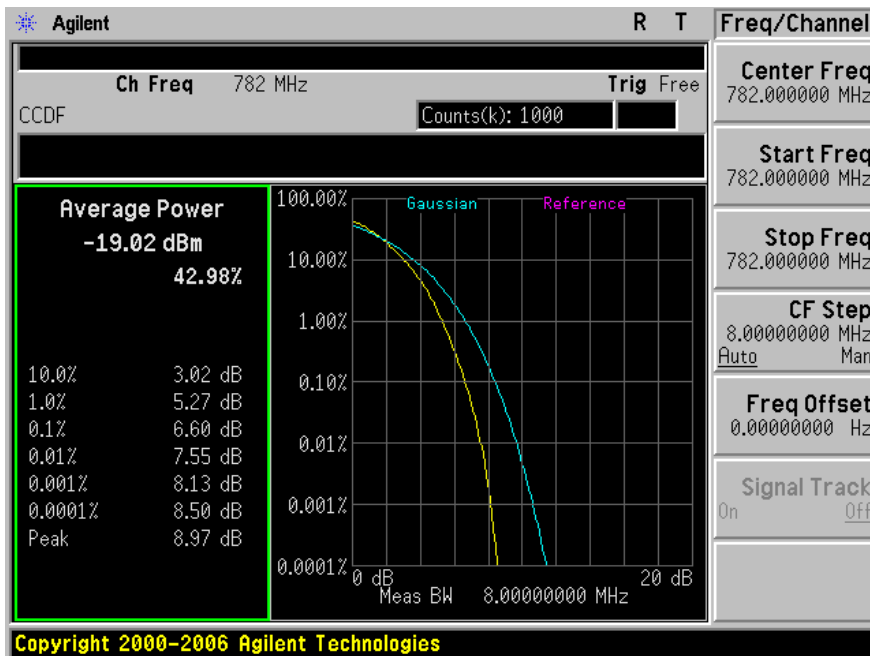 Agilent R T Freq/Channel
Ch Freq 782 MHz Trig Free
CCDF Counts(k): 1000
Center Freq
782.000000 MHz
Start Freq
782.000000 MHz
Stop Freq
782.000000 MHz
CF Step
8.00000000 MHz
Auto Man
Freq Offset
0.00000000 Hz
Signal Track
On Off
Average Power
-19.02 dBm
42.98%
10.0% 3.02 dB
1.0% 5.27 dB
0.1% 6.60 dB
0.01% 7.55 dB
0.001% 8.13 dB
0.0001% 8.50 dB
Peak 8.97 dB
Gaussian Reference
100.00%
10.00%
1.00%
0.10%
0.01%
0.001%
0.0001%
0 dB 20 dB
Meas BW 8.00000000 MHz
Copyright 2000-2006 Agilent Technologies